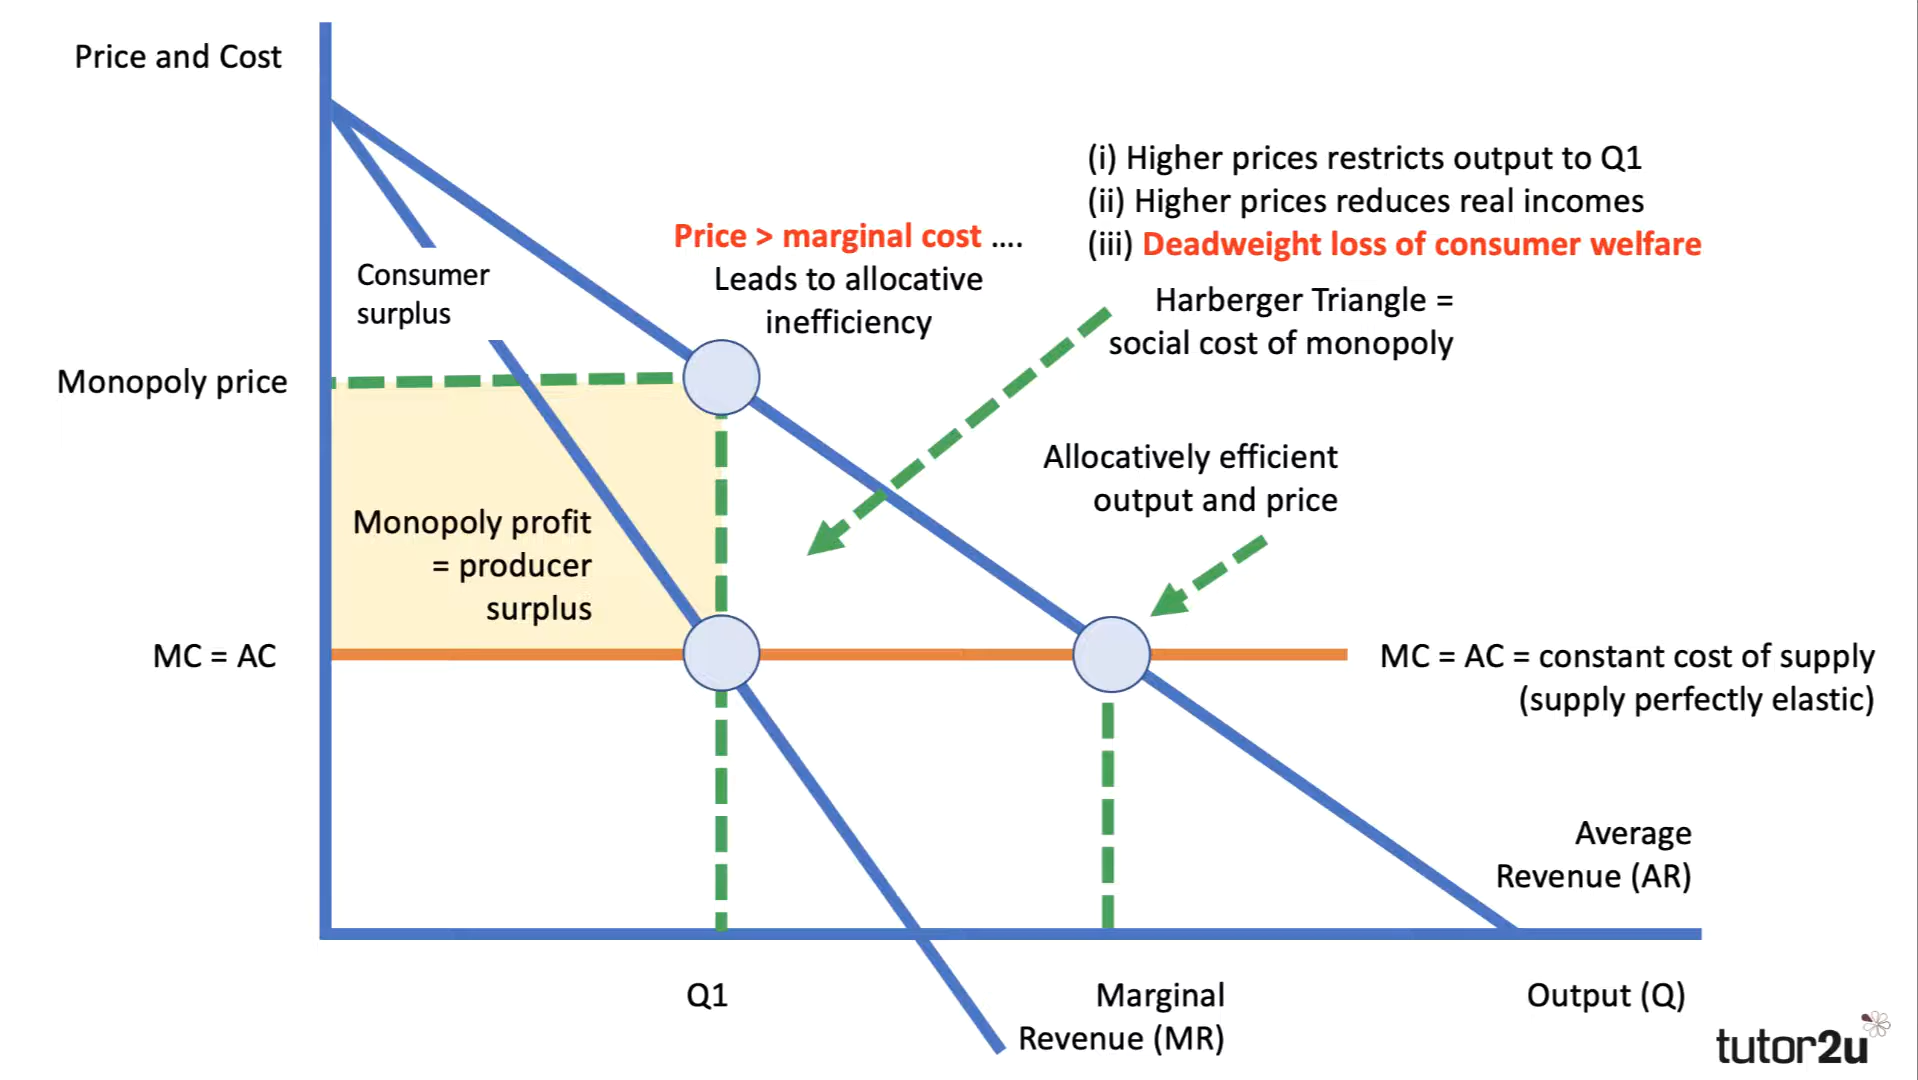 Price and Cost
(i) Higher prices restricts output to Q1
(ii) Higher prices reduces real incomes
(iii) Deadweight loss of consumer welfare
Price > marginal cost ....
Leads to allocative
inefficiency
Consumer
surplus
Harberger Triangle =
social cost of monopoly
Monopoly price
Allocatively efficient
output and price
Monopoly profit
= producer
surplus
MC = AC
MC = AC = constant cost of supply
(supply perfectly elastic)
Average
Revenue (AR)
Q1
Marginal
Revenue (MR)
Output (Q)
tutor2u